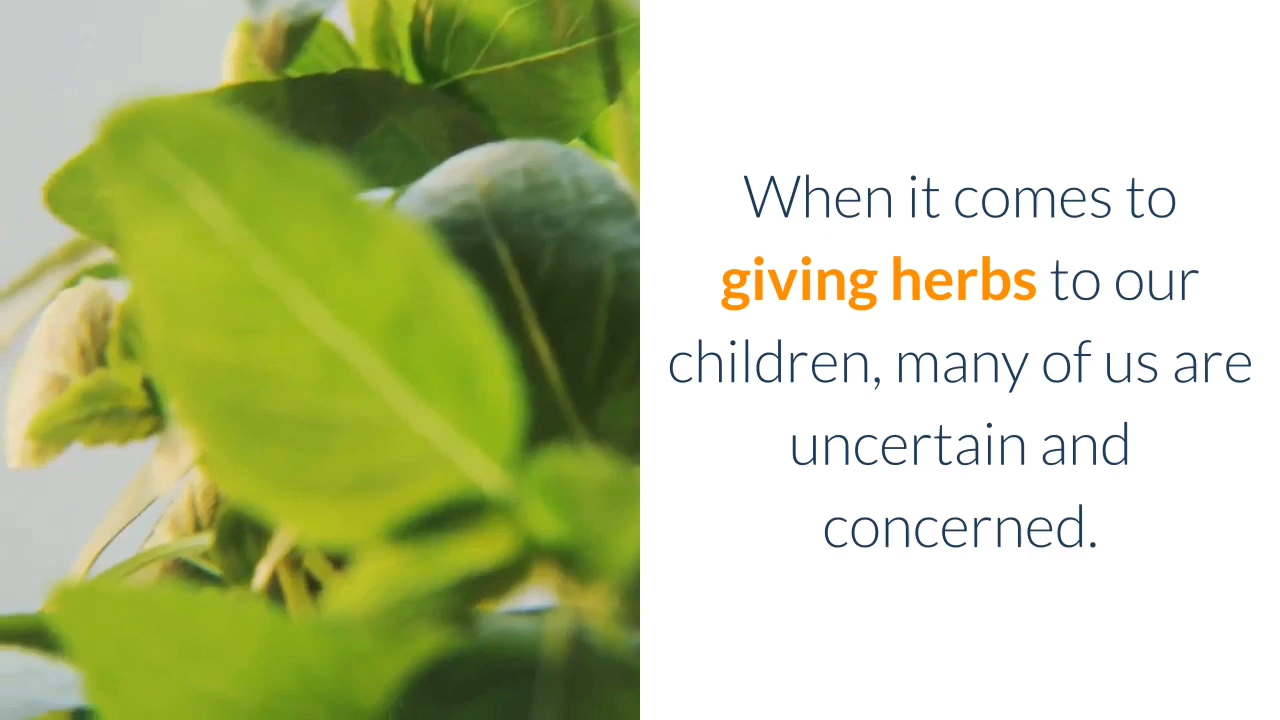 When it comes to
giving herbs to our
children, many of us are
uncertain and
concerned.